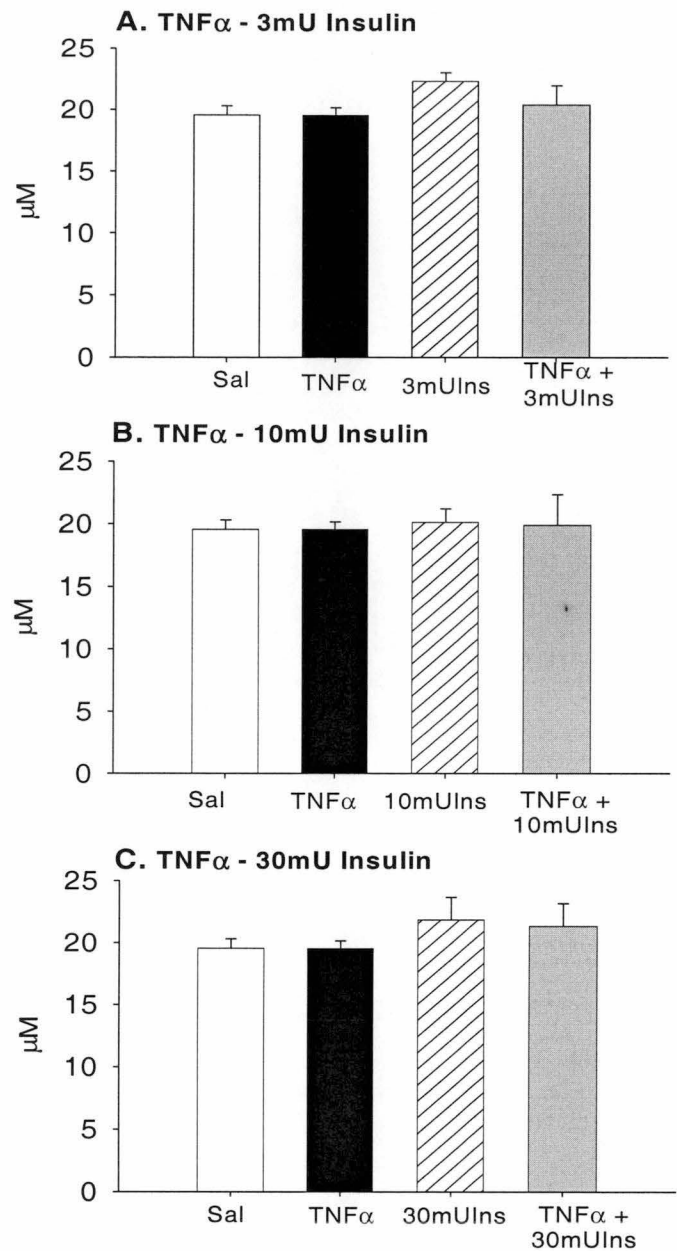 A. TNFα - 3mU Insulin
25
20
15
10
5
0
μM
Sal
TNFα
3mUIns
TNFα +
3mUIns
B. TNFα - 10mU Insulin
25
20
15
10
5
0
μM
Sal
TNFα
10mUIns
TNFα +
10mUIns
C. TNFα - 30mU Insulin
25
20
15
10
5
0
μM
Sal
TNFα
30mUIns
TNFα +
30mUIns